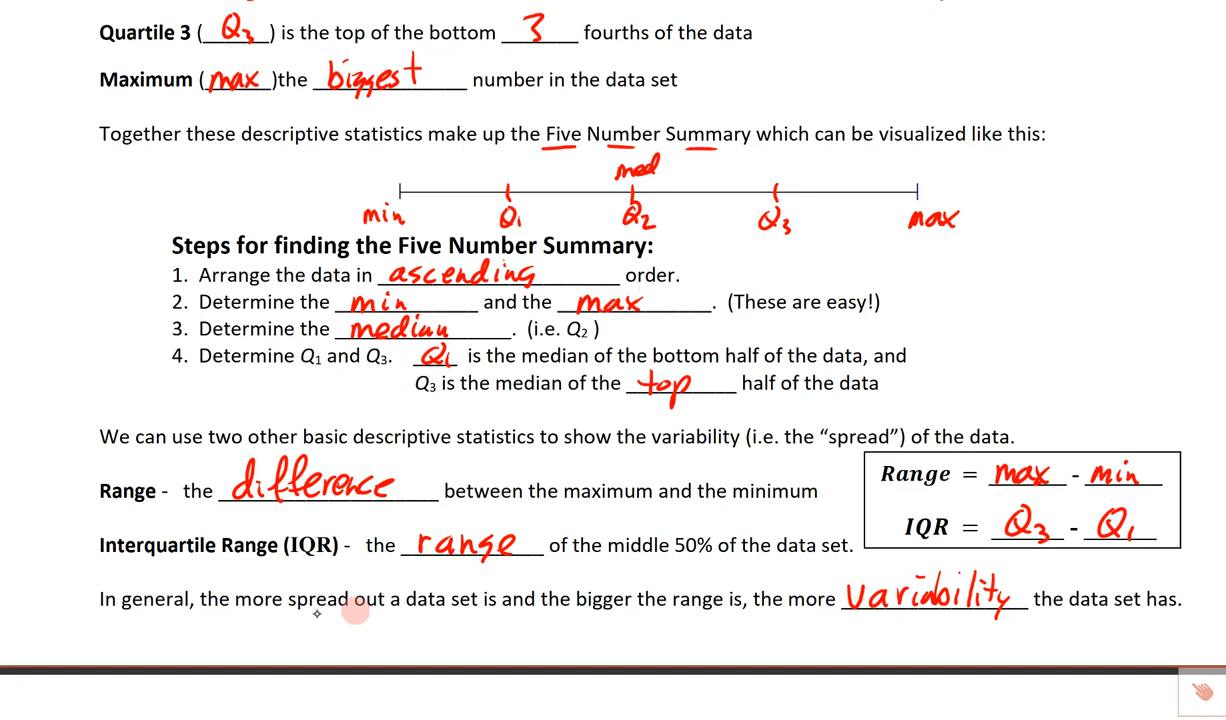 Quartile 3 (Q3) is the top of the bottom 3 fourths of the data
Maximum (max)the biggest number in the data set
Together these descriptive statistics make up the Five Number Summary which can be visualized like this:
med
min Q1 Q2 Q3 max
Steps for finding the Five Number Summary:
1. Arrange the data in ascending order.
2. Determine the min and the max. (These are easy!)
3. Determine the median. (i.e. Q2 )
4. Determine Q1 and Q3. Q1 is the median of the bottom half of the data, and
Q3 is the median of the top half of the data
We can use two other basic descriptive statistics to show the variability (i.e. the “spread”) of the data.
Range - the difference between the maximum and the minimum
Range = max - min
Interquartile Range (IQR) - the range of the middle 50% of the data set.
IQR = Q3 - Q1
In general, the more spread out a data set is and the bigger the range is, the more variability the data set has.